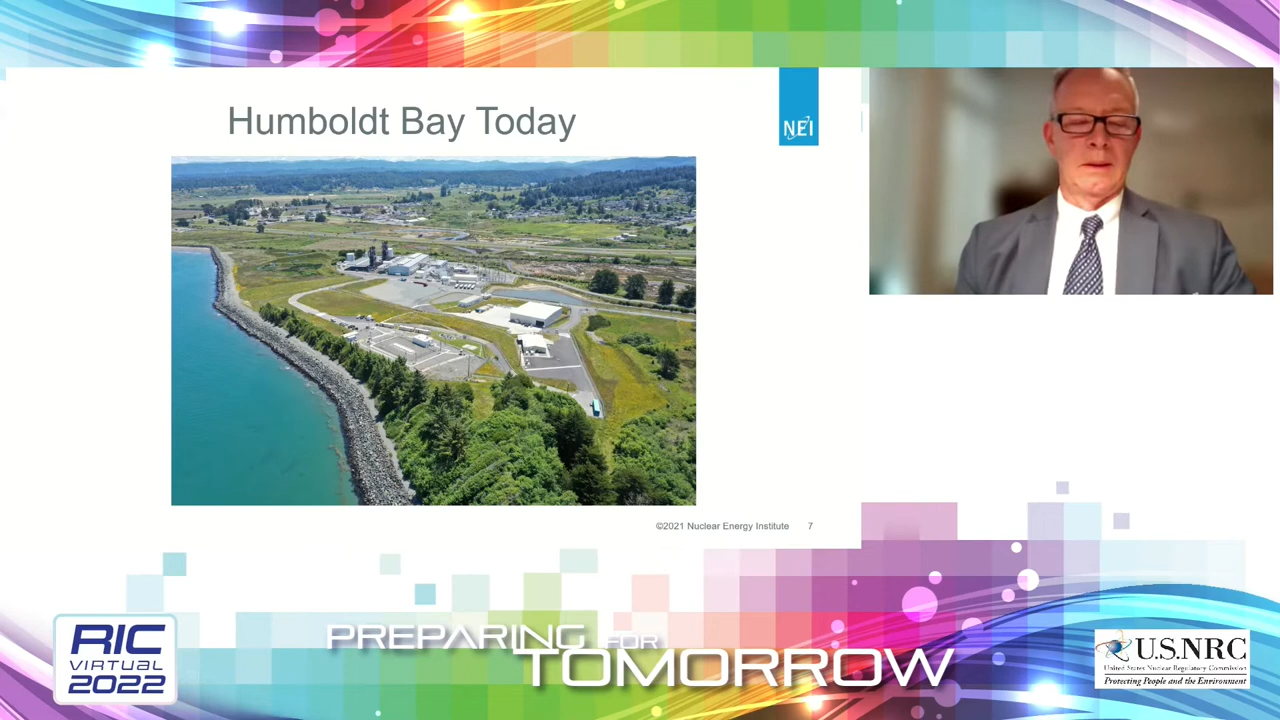 Humboldt Bay Today
NEI
©2021 Nuclear Energy Institute 7
RIC
VIRTUAL
2022
PREPARING FOR
TOMORROW
U.S.NRC
United States Nuclear Regulatory Commission
Protecting People and the Environment